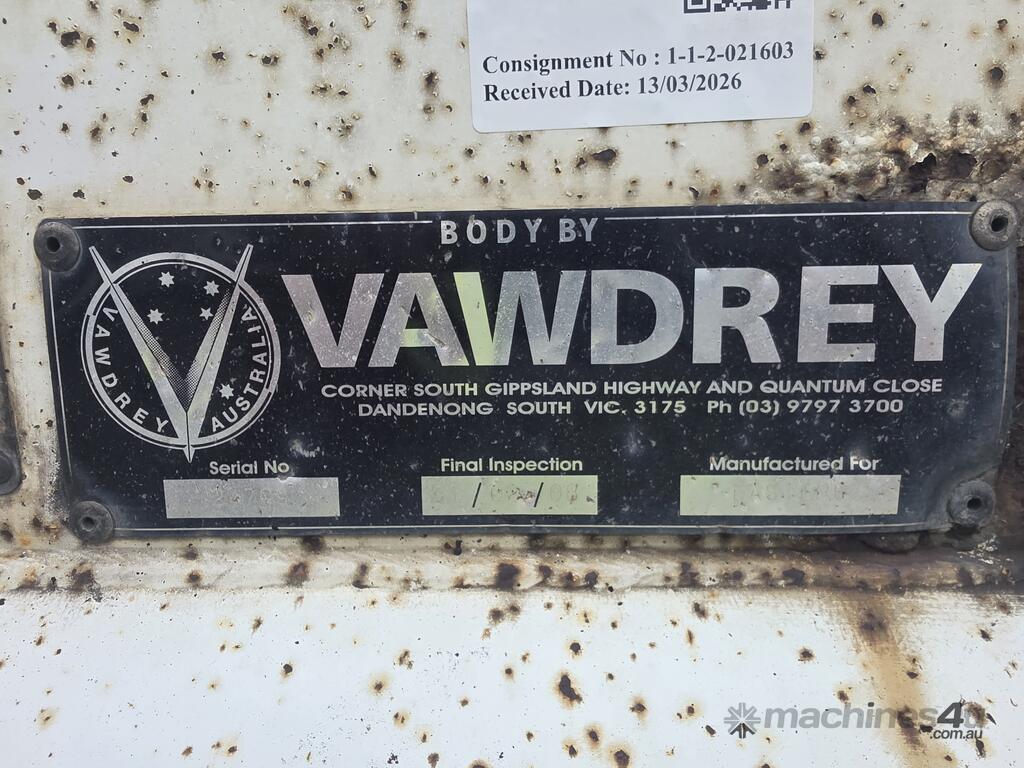 Consignment No : 1-1-2-021603
Received Date: 13/03/2026
BODY BY
VAWDREY
VAWDREY AUSTRALIA
CORNER SOUTH GIPPSLAND HIGHWAY AND QUANTUM CLOSE
DANDENONG SOUTH VIC. 3175 Ph (03) 9797 3700
Serial No Final Inspection Manufactured For
/ /
machines4u
.com.au